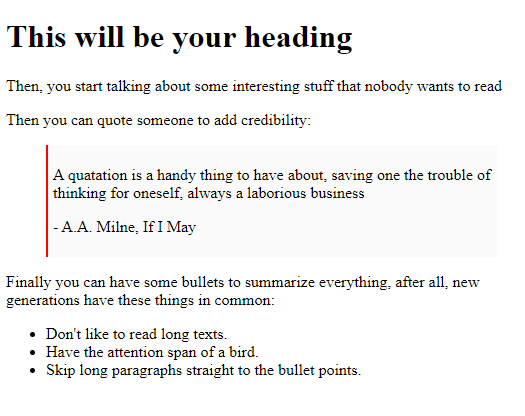 This will be your heading
Then, you start talking about some interesting stuff that nobody wants to read
Then you can quote someone to add credibility:
A quatation is a handy thing to have about, saving one the trouble of
thinking for oneself, always a laborious business
- A.A. Milne, If I May
Finally you can have some bullets to summarize everything, after all, new
generations have these things in common:
• Don't like to read long texts.
• Have the attention span of a bird.
• Skip long paragraphs straight to the bullet points.